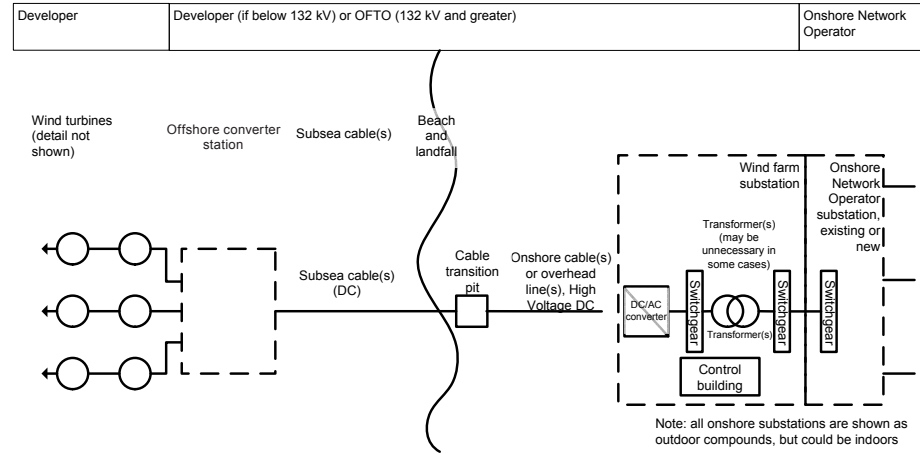 Developer
Developer (if below 132 kV) or OFTO (132 kV and greater)
Onshore Network
Operator
Wind turbines
(detail not
shown)
Offshore converter
station
Subsea cable(s)
Beach
and
landfall
Wind farm
substation
Onshore
Network
Operator
substation,
existing or
new
Transformer(s)
(may be
unnecessary in
some cases)
Subsea cable(s)
(DC)
Cable
transition
pit
Onshore cable(s)
or overhead
line(s), High
Voltage DC
DC/AC
converter
Switchgear
Transformer(s)
Switchgear
Switchgear
Control
building
Note: all onshore substations are shown as
outdoor compounds, but could be indoors